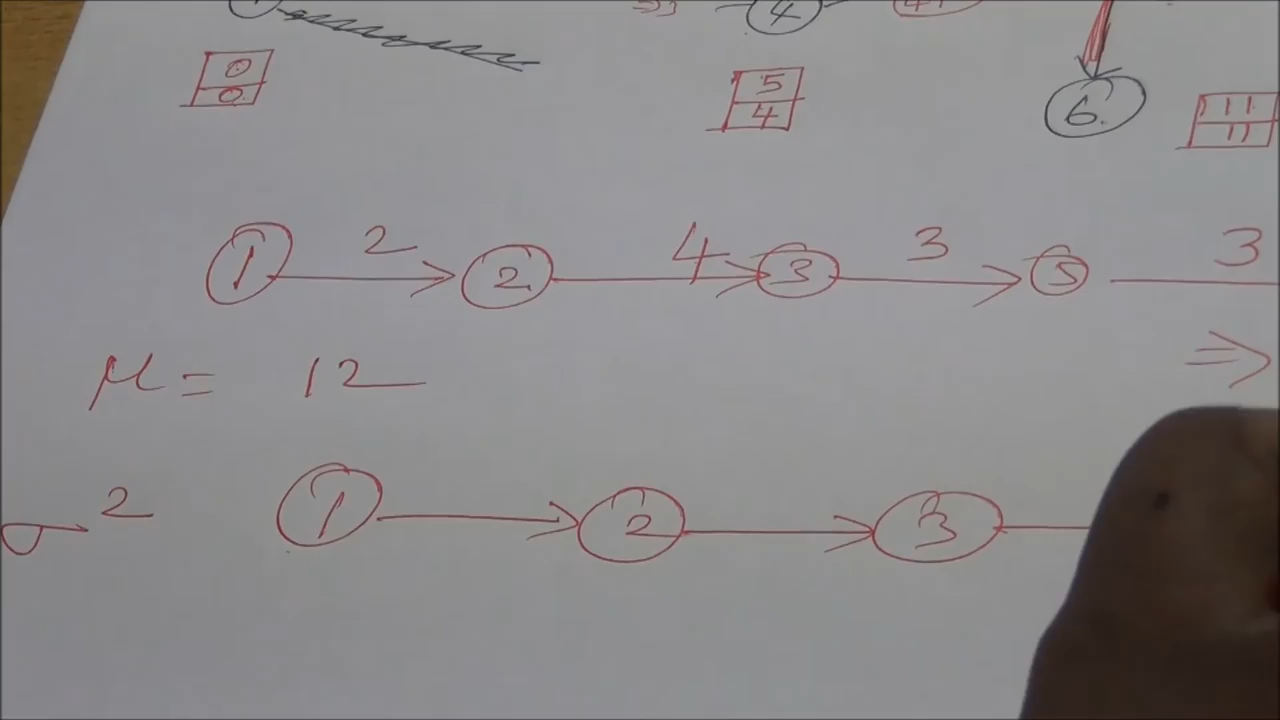 ⇒ 4
0 5 6.
0 4 11
11
2 4 3 3
1 → 2 → 3 → 5
μ = 12 ⇒
σ² 1 → 2 → 3